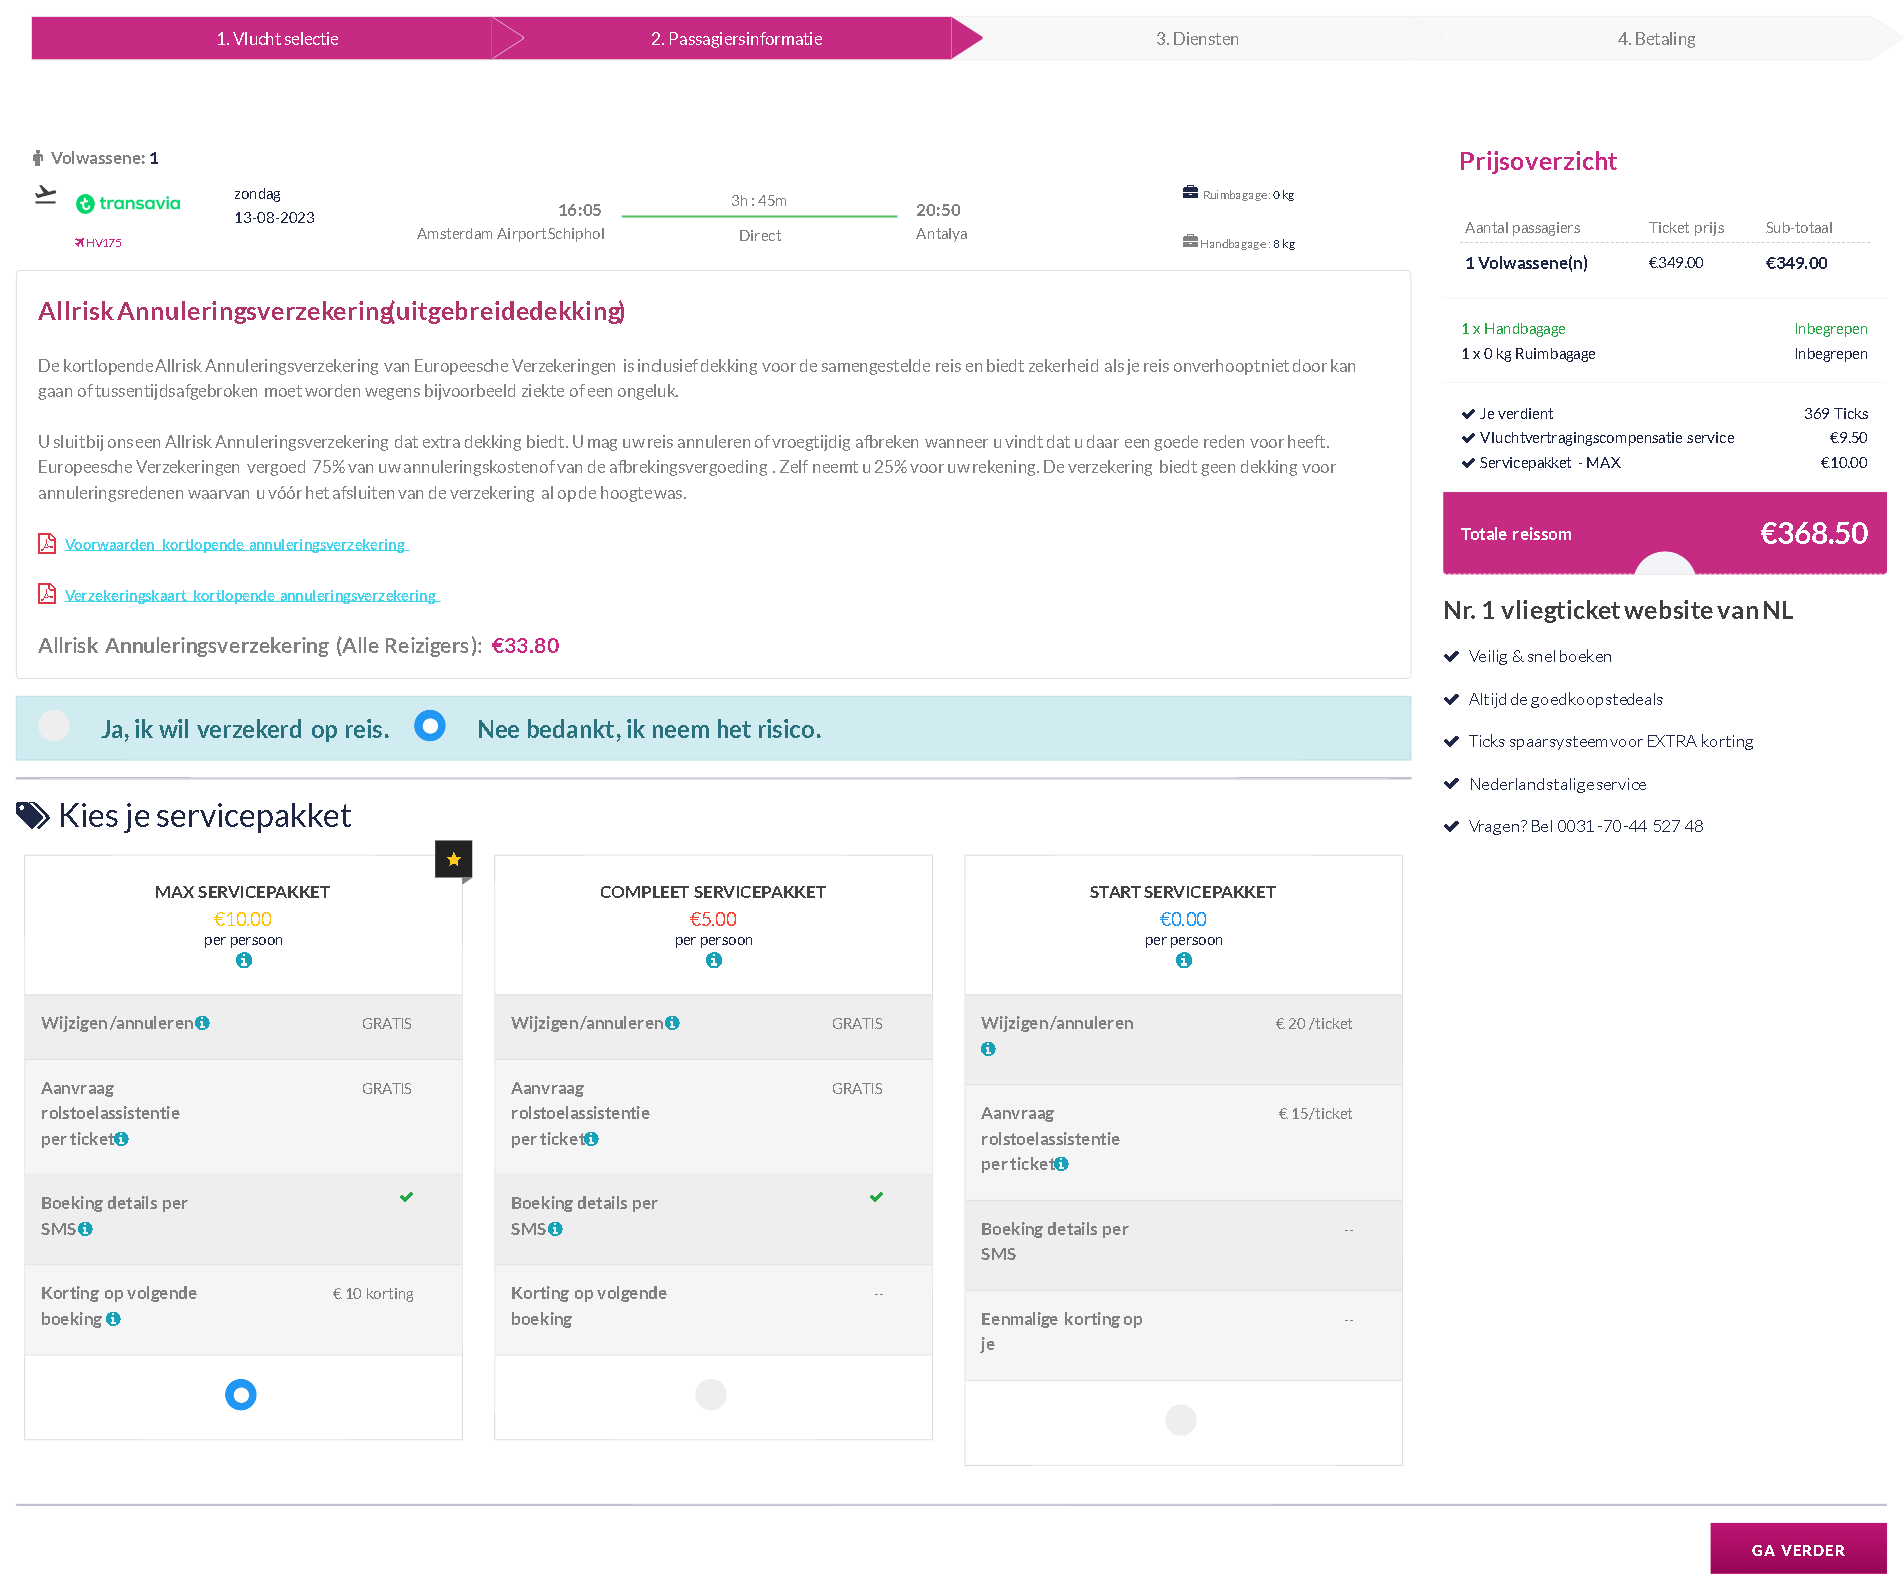 1. Vlucht selectie
2. Passagiersinformatie
3. Diensten
4. Betaling
Volwassene: 1
transavia
HV175
zondag
13-08-2023
16:05
Amsterdam Airport Schiphol
3h : 45m
Direct
20:50
Antalya
Ruimbagage: 0 kg
Handbagage: 8 kg
Allrisk Annuleringsverzekering (uitgebreide dekking)
De kortlopende Allrisk Annuleringsverzekering van Europeesche Verzekeringen is inclusief dekking voor de samengestelde reis en biedt zekerheid als je reis onverhoopt niet door kan
gaan of tussentijds afgebroken moet worden wegens bijvoorbeeld ziekte of een ongeluk.
U sluit bij ons een Allrisk Annuleringsverzekering dat extra dekking biedt. U mag uw reis annuleren of vroegtijdig afbreken wanneer u vindt dat u daar een goede reden voor heeft.
Europeesche Verzekeringen vergoed 75% van uw annuleringskosten of van de afbrekingsvergoeding . Zelf neemt u 25% voor uw rekening. De verzekering biedt geen dekking voor
annuleringsredenen waarvan u vóór het afsluiten van de verzekering al op de hoogte was.
Voorwaarden kortlopende annuleringsverzekering
Verzekeringskaart kortlopende annuleringsverzekering
Allrisk Annuleringsverzekering (Alle Reizigers): €33.80
Ja, ik wil verzekerd op reis.
Nee bedankt, ik neem het risico.
Kies je servicepakket
MAX SERVICEPAKKET
€10.00
per persoon
Wijzigen/annuleren GRATIS
Aanvraag GRATIS
rolstoelassistentie
per ticket
Boeking details per
SMS
Korting op volgende € 10 korting
boeking
COMPLEET SERVICEPAKKET
€5.00
per persoon
Wijzigen/annuleren GRATIS
Aanvraag GRATIS
rolstoelassistentie
per ticket
Boeking details per
SMS
Korting op volgende --
boeking
START SERVICEPAKKET
€0.00
per persoon
Wijzigen/annuleren € 20 /ticket
Aanvraag € 15/ticket
rolstoelassistentie
per ticket
Boeking details per --
SMS
Eenmalige korting op --
je
Prijsoverzicht
Aantal passagiers Ticket prijs Sub-totaal
1 Volwassene(n) €349.00 €349.00
1 x Handbagage Inbegrepen
1 x 0 kg Ruimbagage Inbegrepen
Je verdient 369 Ticks
Vluchtvertragingscompensatie service €9.50
Servicepakket - MAX €10.00
Totale reissom €368.50
Nr. 1 vliegticket website van NL
Veilig & snel boeken
Altijd de goedkoopste deals
Ticks spaarsysteem voor EXTRA korting
Nederlandstalige service
Vragen? Bel 0031-70-44 527 48
GA VERDER